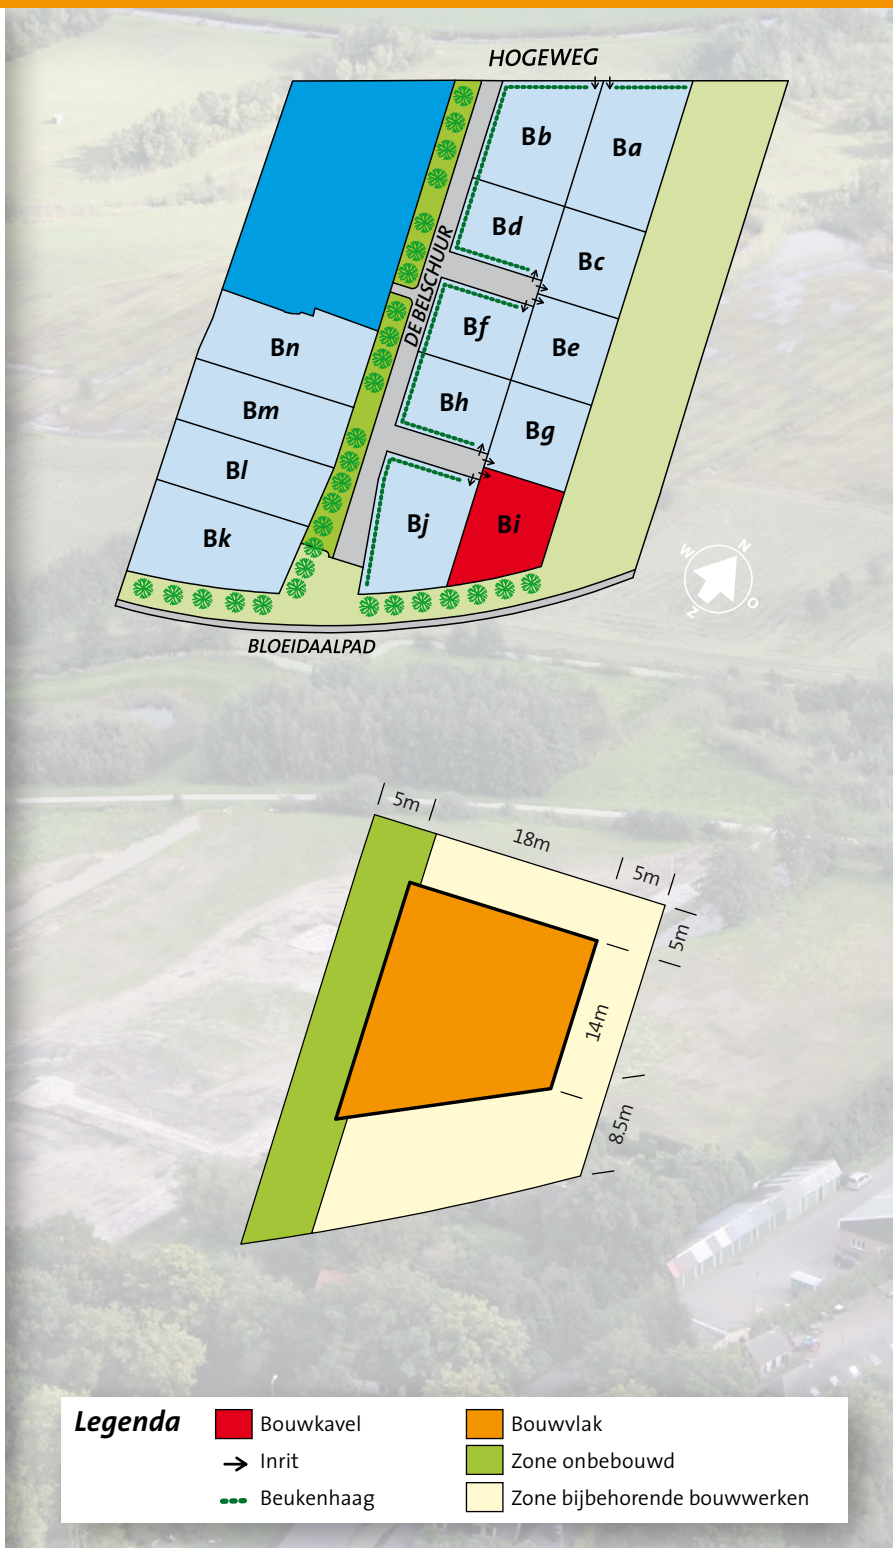 HOGEWEG
Bb
Ba
Bd
Bc
DE BELSCHUUR
Bf
Be
Bn
Bh
Bm
Bg
Bl
Bj
Bi
Bk
N
W
O
Z
BLOEIDAALPAD
5m
18m
5m
5m
14m
8.5m
Legenda
Bouwkavel
Bouwvlak
Inrit
Zone onbebouwd
Beukenhaag
Zone bijbehorende bouwwerken